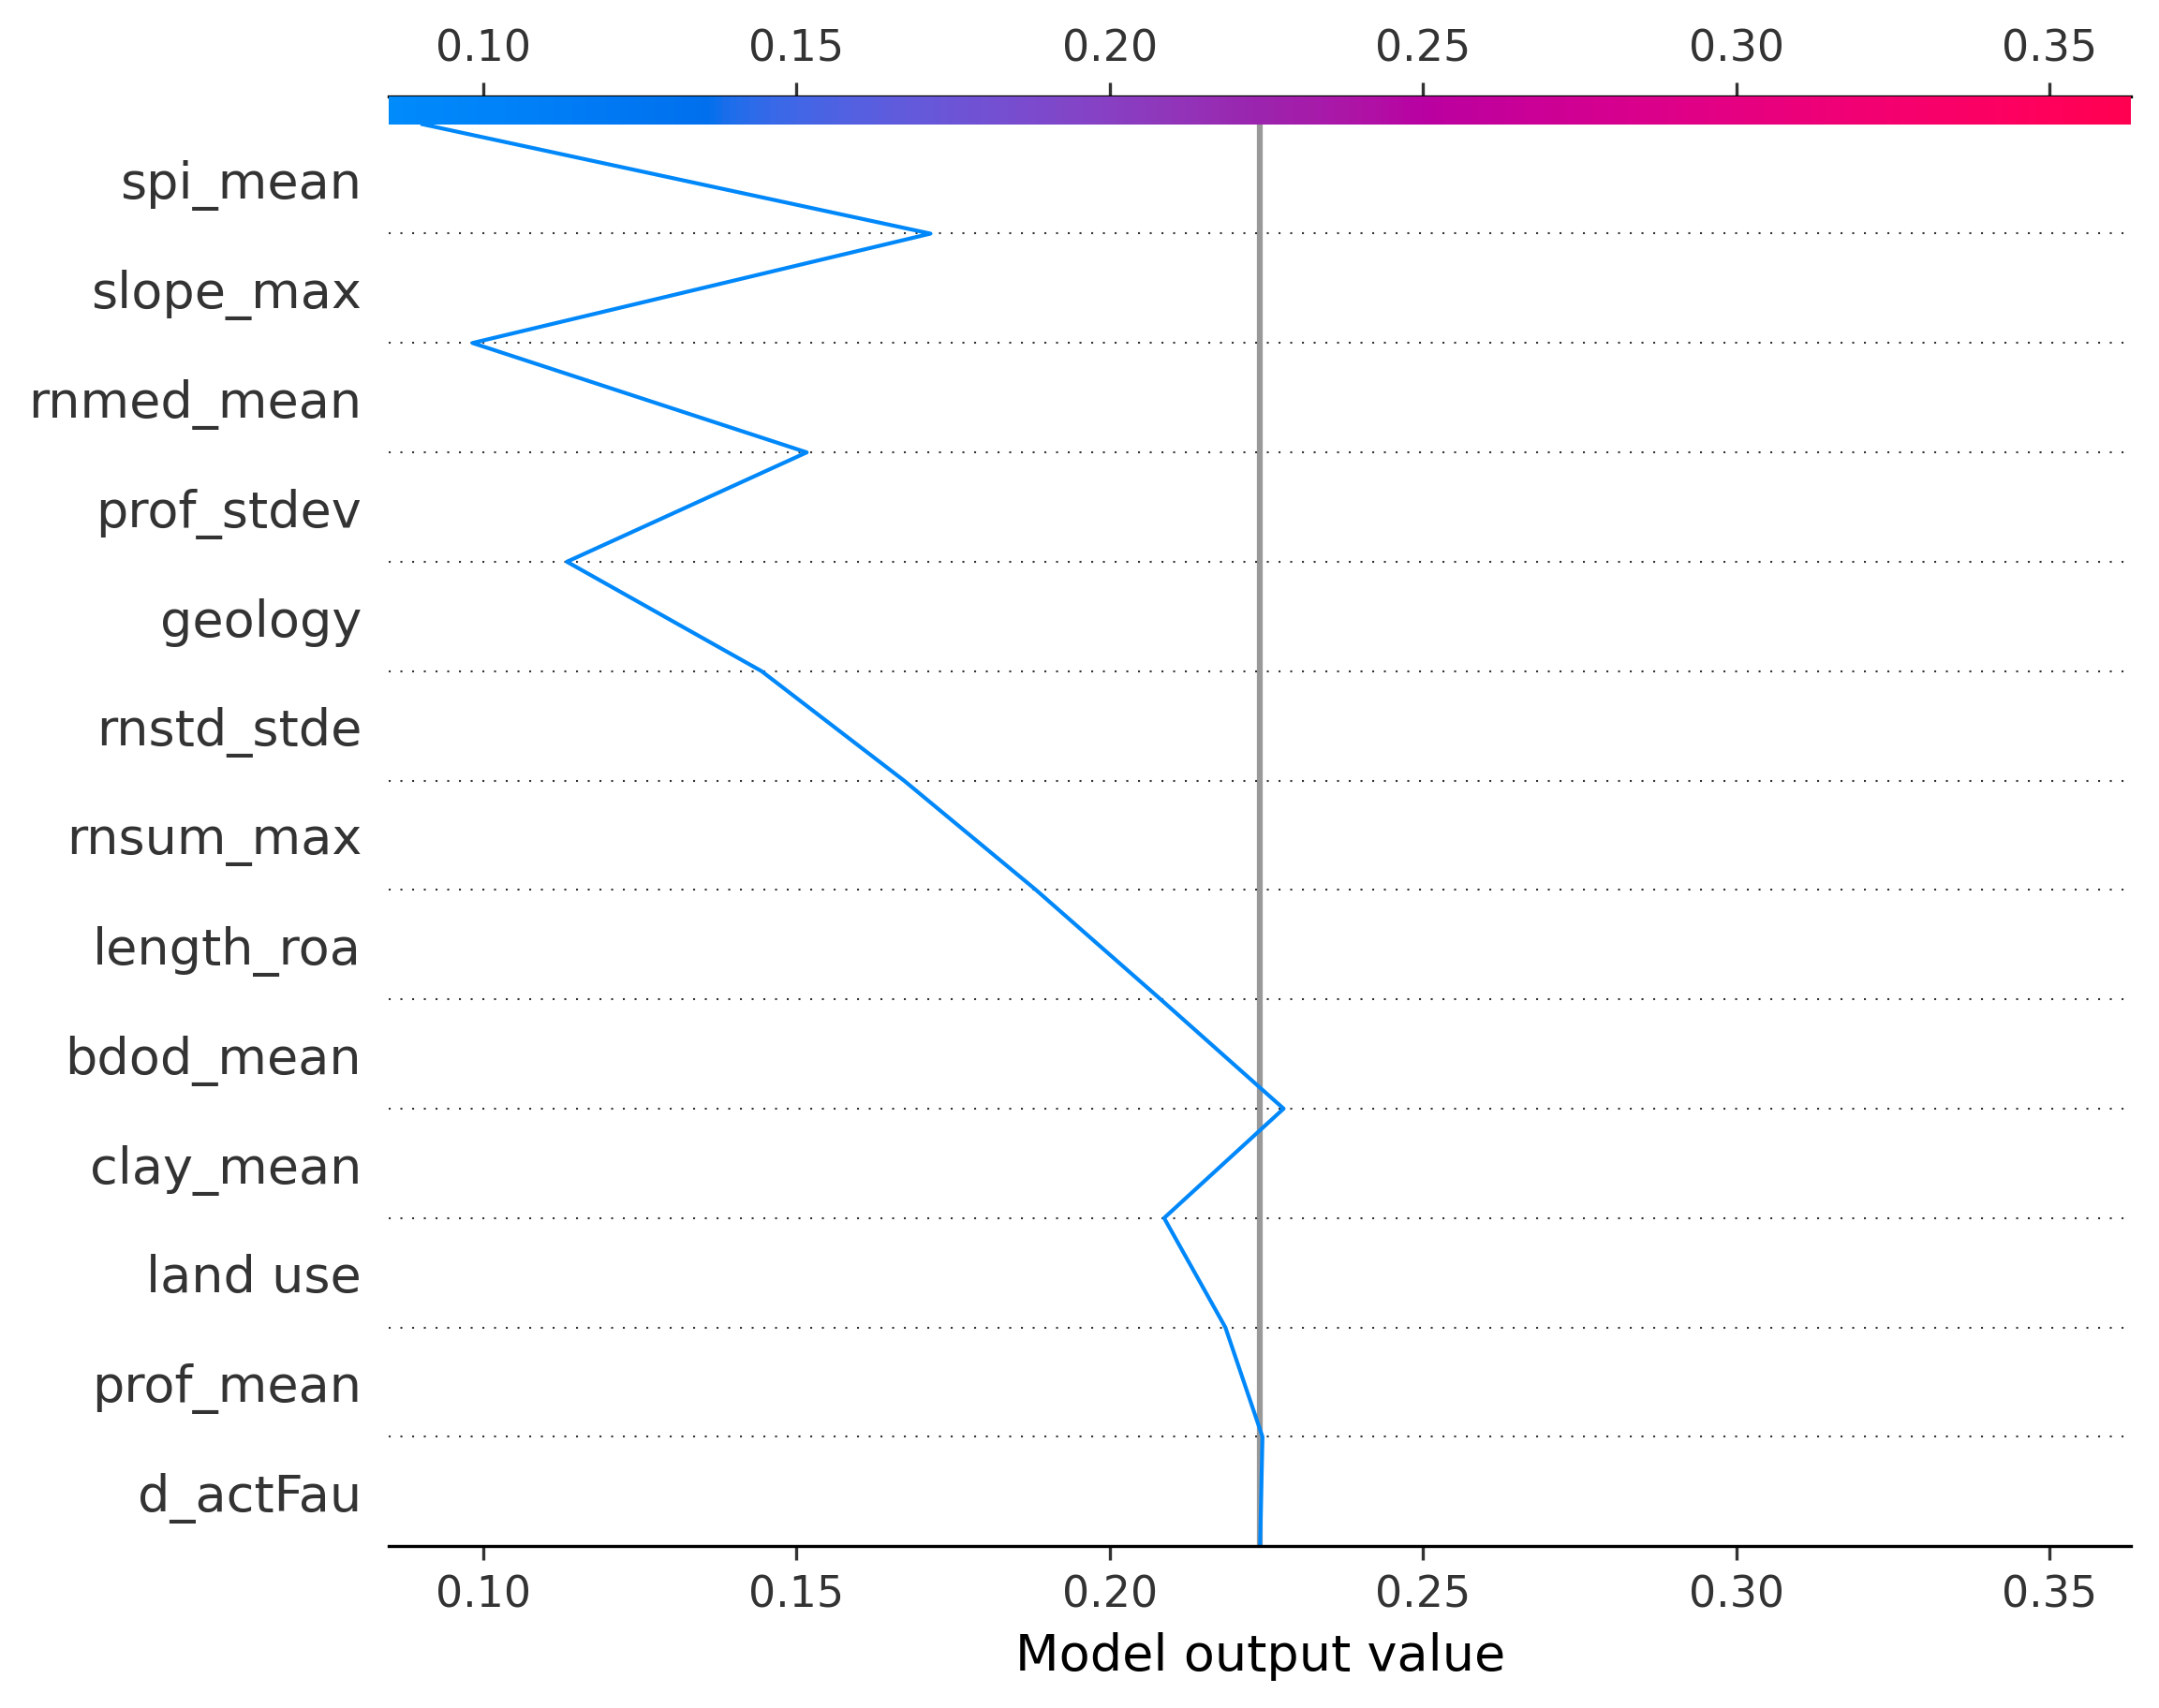 0.10 0.15 0.20 0.25 0.30 0.35
spi_mean
slope_max
rnmed_mean
prof_stdev
geology
rnstd_stde
rnsum_max
length_roa
bdod_mean
clay_mean
land use
prof_mean
d_actFau
0.10 0.15 0.20 0.25 0.30 0.35
Model output value